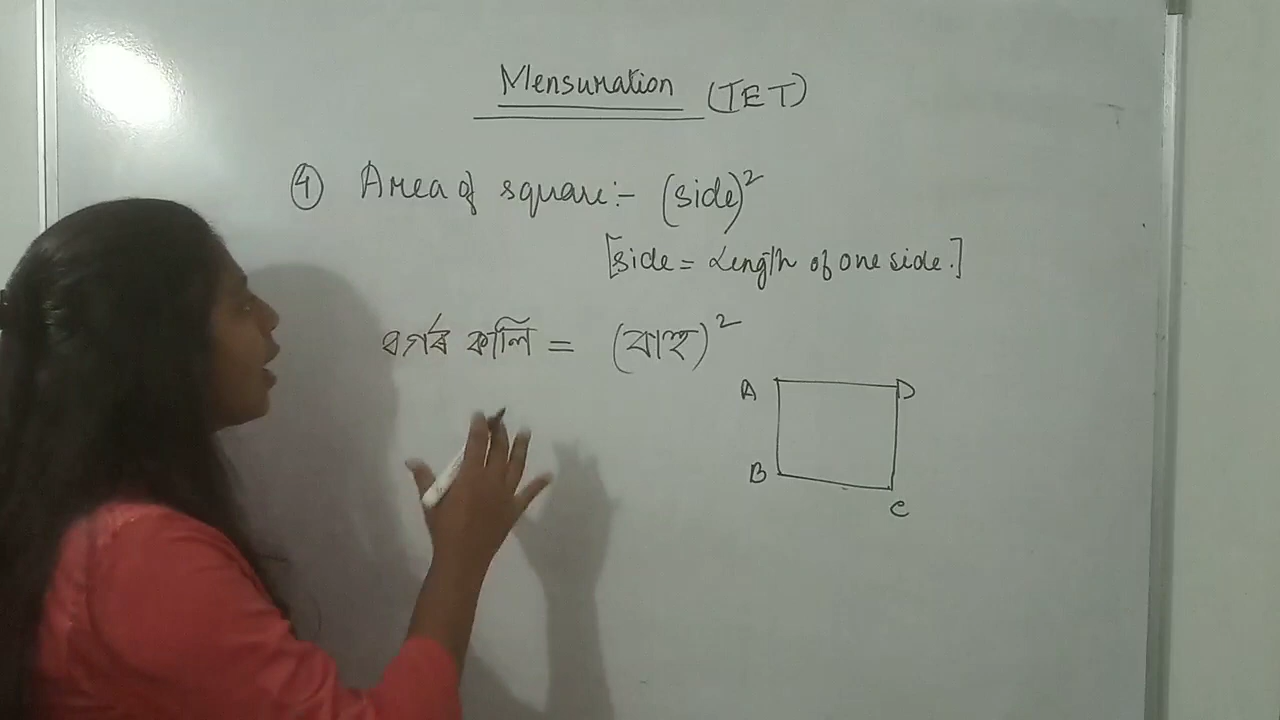 Mensuration (TET)
④ Area of square:- (side)²
[side = Length of one side.]
বৰ্গৰ কালি = (বাহু)²
A D
B
C